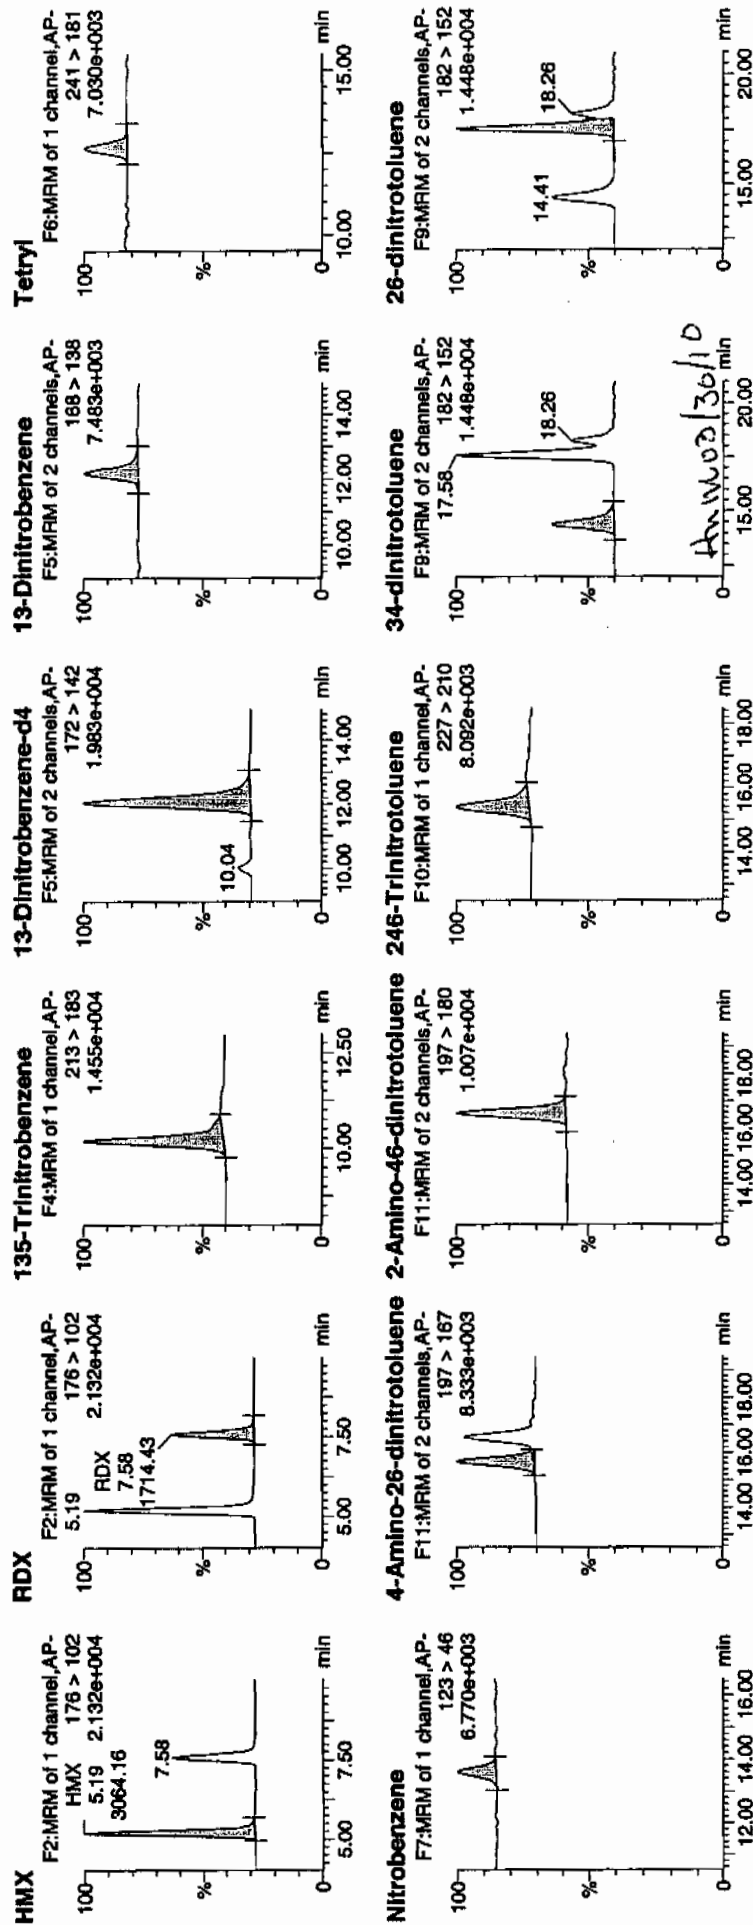 HMX
F2:MRM of 1 channel,AP-
HMX 176 > 102
5.19 2.132e+004
3064.16
7.58
100
%
0
5.00 7.50 min
RDX
F2:MRM of 1 channel,AP-
5.19 176 > 102
2.132e+004
RDX
7.58
1714.43
100
%
0
5.00 7.50 min
135-Trinitrobenzene
F4:MRM of 1 channel,AP-
213 > 183
1.455e+004
100
%
0
10.00 12.50 min
13-Dinitrobenzene-d4
F5:MRM of 2 channels,AP-
172 > 142
1.983e+004
10.04
100
%
0
10.00 12.00 14.00 min
13-Dinitrobenzene
F5:MRM of 2 channels,AP-
168 > 138
7.483e+003
100
%
0
10.00 12.00 14.00 min
Tetryl
F6:MRM of 1 channel,AP-
241 > 181
7.030e+003
100
%
0
10.00 15.00 min
Nitrobenzene
F7:MRM of 1 channel,AP-
123 > 46
6.770e+003
100
%
0
12.00 14.00 16.00 min
4-Amino-26-dinitrotoluene
F11:MRM of 2 channels,AP-
197 > 167
8.333e+003
100
%
0
14.00 16.00 18.00 min
2-Amino-46-dinitrotoluene
F11:MRM of 2 channels,AP-
197 > 180
1.007e+004
100
%
0
14.00 16.00 18.00 min
246-Trinitrotoluene
F10:MRM of 1 channel,AP-
227 > 210
8.092e+003
100
%
0
14.00 16.00 18.00 min
34-dinitrotoluene
F9:MRM of 2 channels,AP-
17.58 182 > 152
1.448e+004
18.26
100
%
0
15.00 20.00 min
03/30/10
26-dinitrotoluene
F9:MRM of 2 channels,AP-
182 > 152
1.448e+004
14.41
18.26
100
%
0
15.00 20.00 min